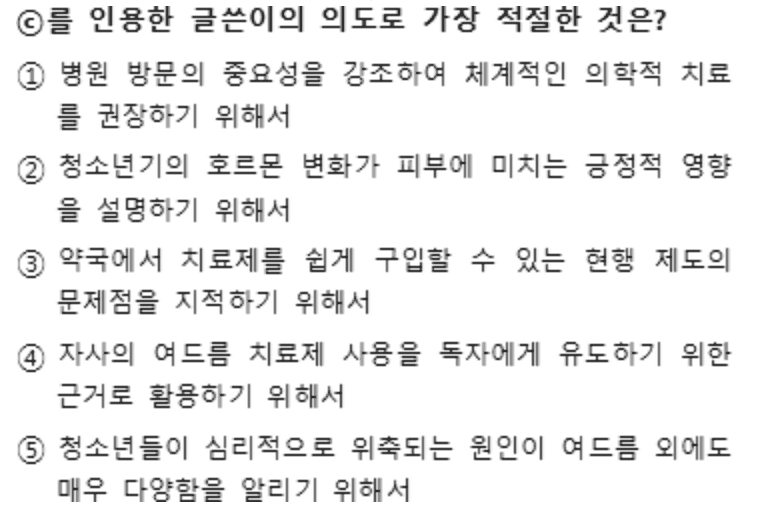 ⓒ를 인용한 글쓴이의 의도로 가장 적절한 것은?
① 병원 방문의 중요성을 강조하여 체계적인 의학적 치료
를 권장하기 위해서
② 청소년기의 호르몬 변화가 피부에 미치는 긍정적 영향
을 설명하기 위해서
③ 약국에서 치료제를 쉽게 구입할 수 있는 현행 제도의
문제점을 지적하기 위해서
④ 자사의 여드름 치료제 사용을 독자에게 유도하기 위한
근거로 활용하기 위해서
⑤ 청소년들이 심리적으로 위축되는 원인이 여드름 외에도
매우 다양함을 알리기 위해서